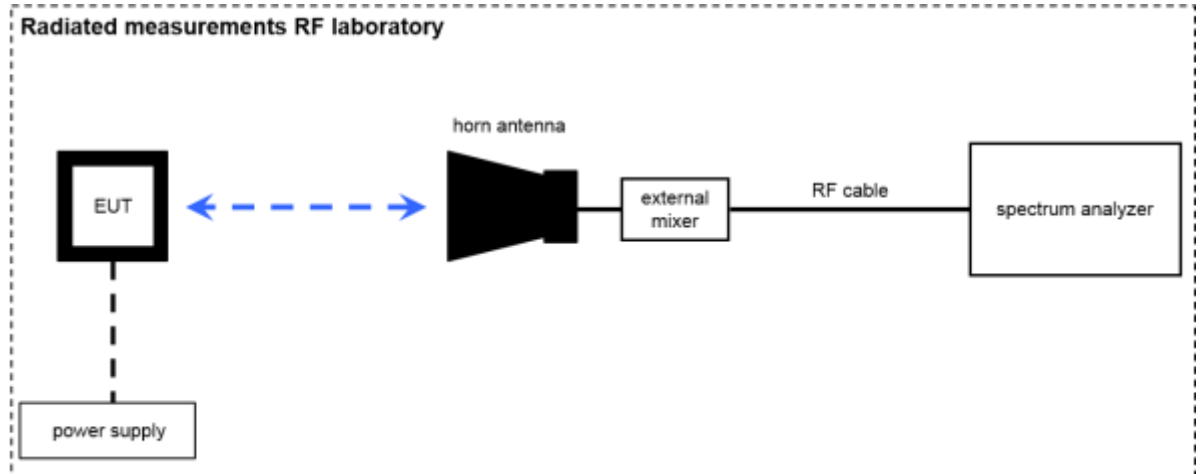 Radiated measurements RF laboratory
horn antenna
EUT
external
mixer
RF cable
spectrum analyzer
power supply